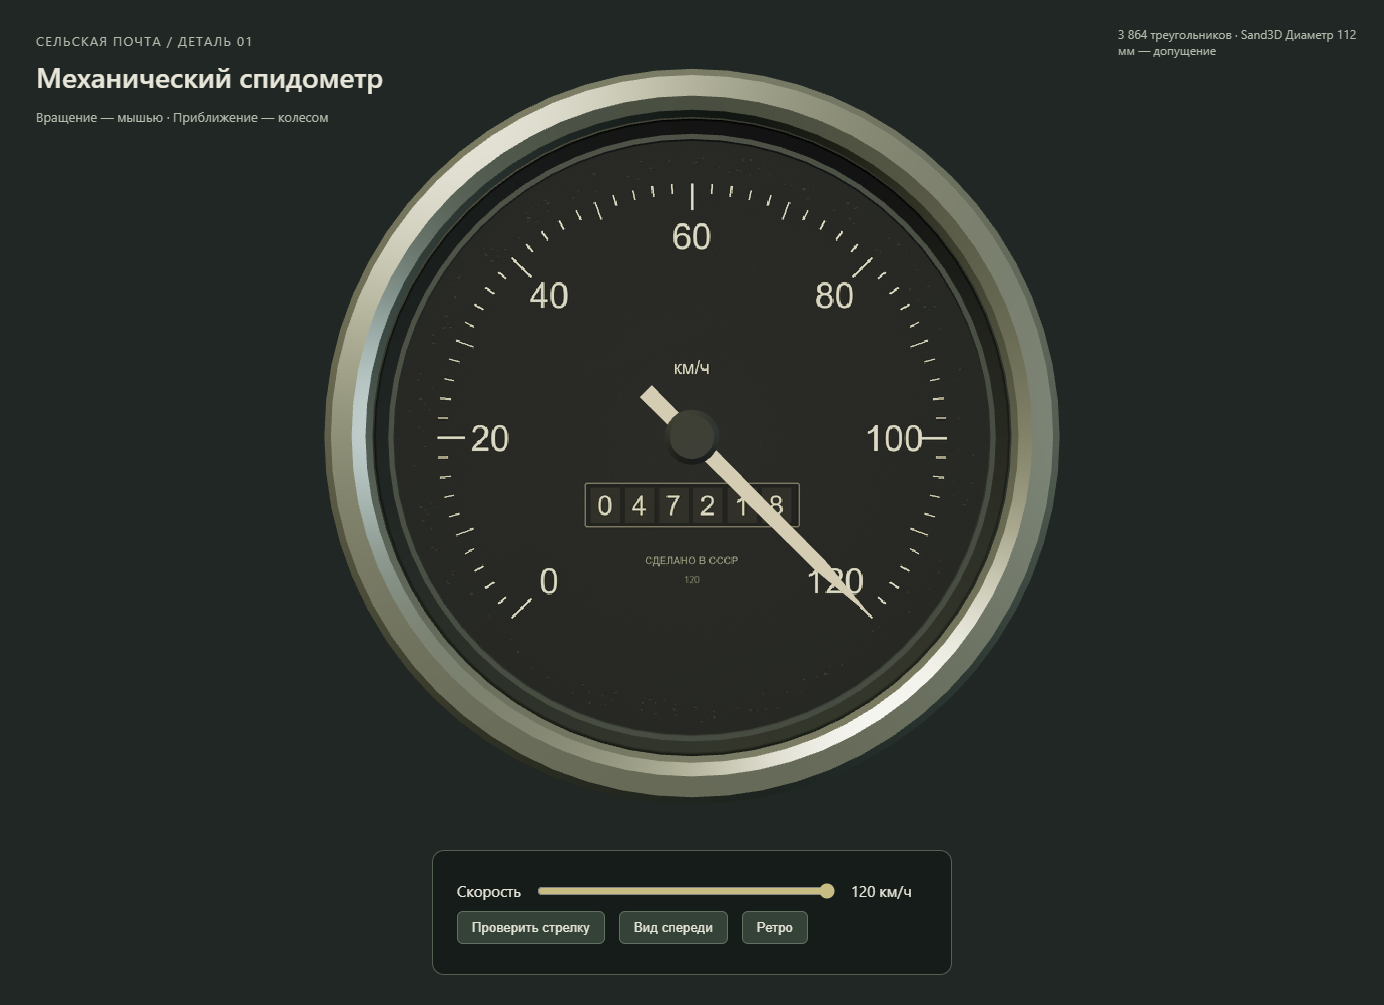 СЕЛЬСКАЯ ПОЧТА / ДЕТАЛЬ 01
Механический спидометр
Вращение — мышью · Приближение — колесом
3 864 треугольников · Sand3D Диаметр 112
мм — допущение
60
40
80
км/ч
20
100
0 4 7 2 1 8
СДЕЛАНО В СССР
120
0
120
Скорость
120 км/ч
Проверить стрелку
Вид спереди
Ретро